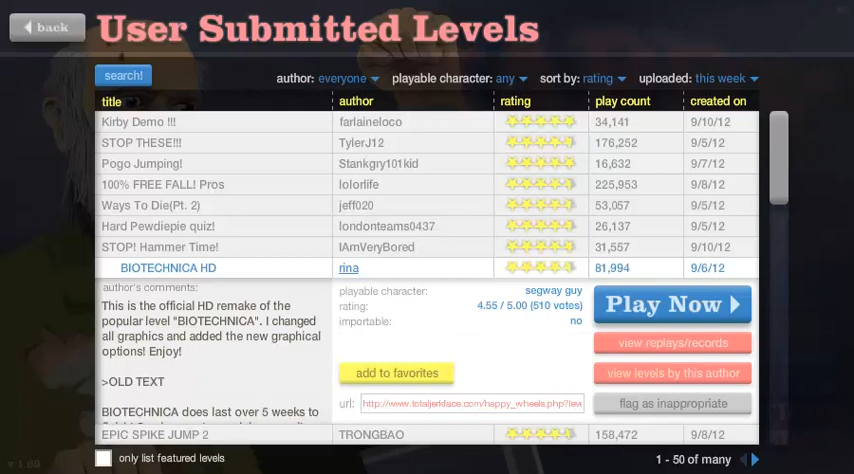 back
User Submitted Levels
search!
author: everyone
playable character: any
sort by: rating
uploaded: this week
title author rating play count created on
Kirby Demo !!! farlaineloco 34,141 9/10/12
STOP THESE!!! TylerJ12 176,252 9/5/12
Pogo Jumping! Stankgry101kid 16,632 9/7/12
100% FREE FALL! Pros lolorlife 225,953 9/8/12
Ways To Die(Pt. 2) jeff020 53,057 9/5/12
Hard Pewdiepie quiz! londonteams0437 26,137 9/5/12
STOP! Hammer Time! IAmVeryBored 31,557 9/10/12
BIOTECHNICA HD rina 81,994 9/6/12
author's comments:
This is the official HD remake of the
popular level "BIOTECHNICA". I changed
all graphics and added the new graphical
options! Enjoy!
>OLD TEXT
BIOTECHNICA does last over 5 weeks to
playable character: segway guy
rating: 4.55 / 5.00 (510 votes)
importable: no
add to favorites
url: http://www.totaljerkface.com/happy_wheels.php?lev
Play Now
view replays/records
view levels by this author
flag as inappropriate
EPIC SPIKE JUMP 2 TRONGBAO 158,472 9/8/12
only list featured levels
1 - 50 of many
v 1.69